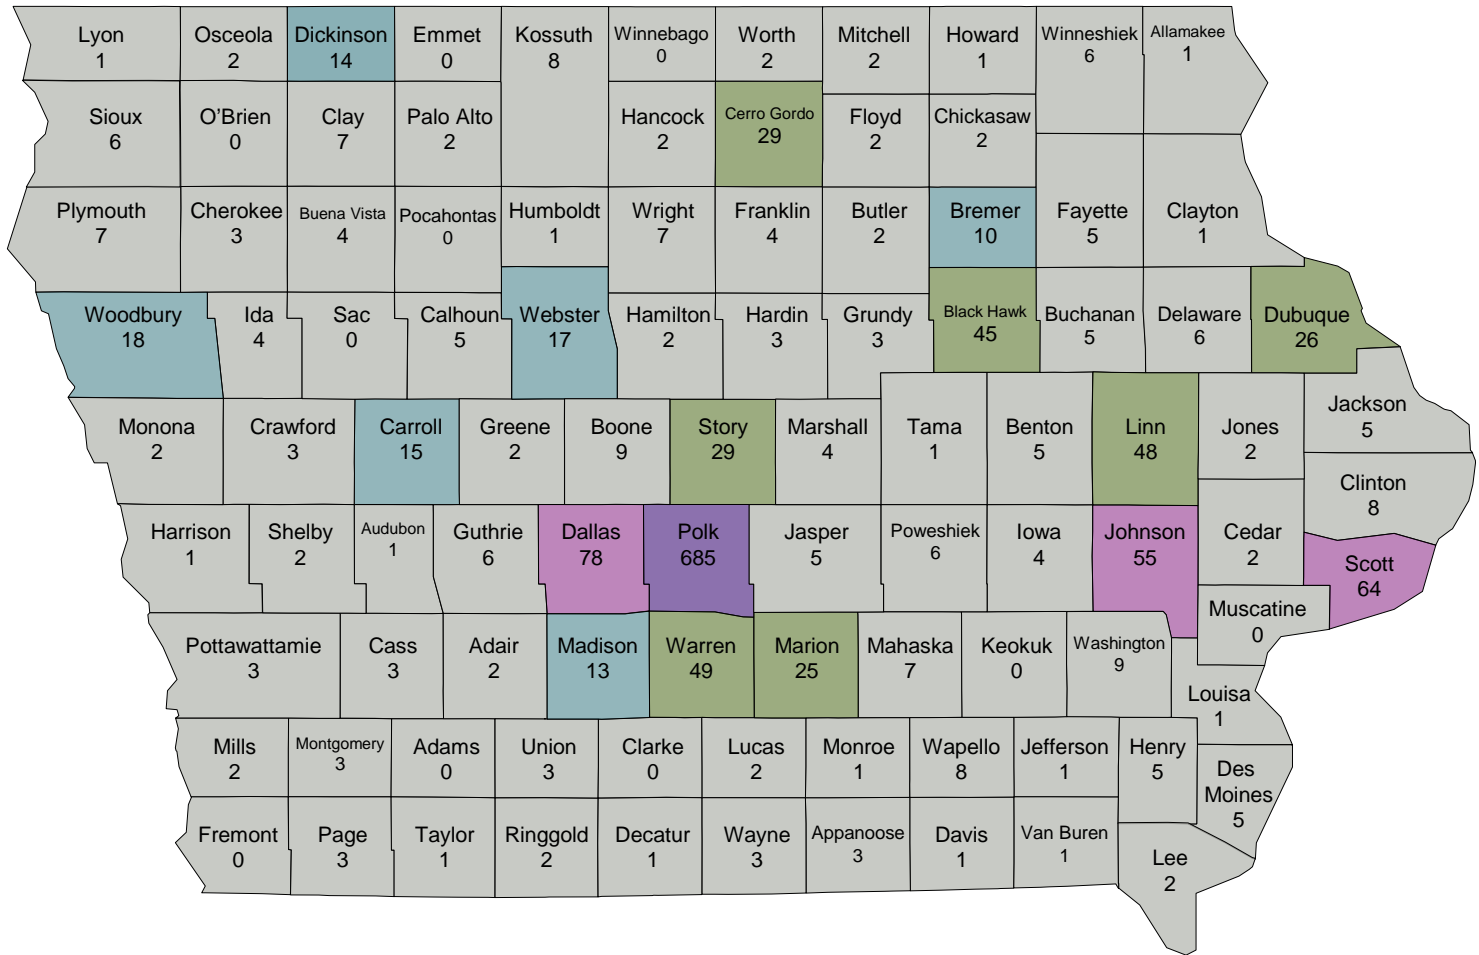 Lyon
1
Osceola
2
Dickinson
14
Emmet
0
Kossuth
8
Winnebago
0
Worth
2
Mitchell
2
Howard
1
Winneshiek
6
Allamakee
1
Sioux
6
O’Brien
0
Clay
7
Palo Alto
2
Hancock
2
Cerro Gordo
29
Floyd
2
Chickasaw
2
Plymouth
7
Cherokee
3
Buena Vista
4
Pocahontas
0
Humboldt
1
Wright
7
Franklin
4
Butler
2
Bremer
10
Fayette
5
Clayton
1
Woodbury
18
Ida
4
Sac
0
Calhoun
5
Webster
17
Hamilton
2
Hardin
3
Grundy
3
Black Hawk
45
Buchanan
5
Delaware
6
Dubuque
26
Monona
2
Crawford
3
Carroll
15
Greene
2
Boone
9
Story
29
Marshall
4
Tama
1
Benton
5
Linn
48
Jones
2
Jackson
5
Clinton
8
Harrison
1
Shelby
2
Audubon
1
Guthrie
6
Dallas
78
Polk
685
Jasper
5
Poweshiek
6
Iowa
4
Johnson
55
Cedar
2
Scott
64
Muscatine
0
Pottawattamie
3
Cass
3
Adair
2
Madison
13
Warren
49
Marion
25
Mahaska
7
Keokuk
0
Washington
9
Louisa
1
Mills
2
Montgomery
3
Adams
0
Union
3
Clarke
0
Lucas
2
Monroe
1
Wapello
8
Jefferson
1
Henry
5
Des
Moines
5
Fremont
0
Page
3
Taylor
1
Ringgold
2
Decatur
1
Wayne
3
Appanoose
3
Davis
1
Van Buren
1
Lee
2